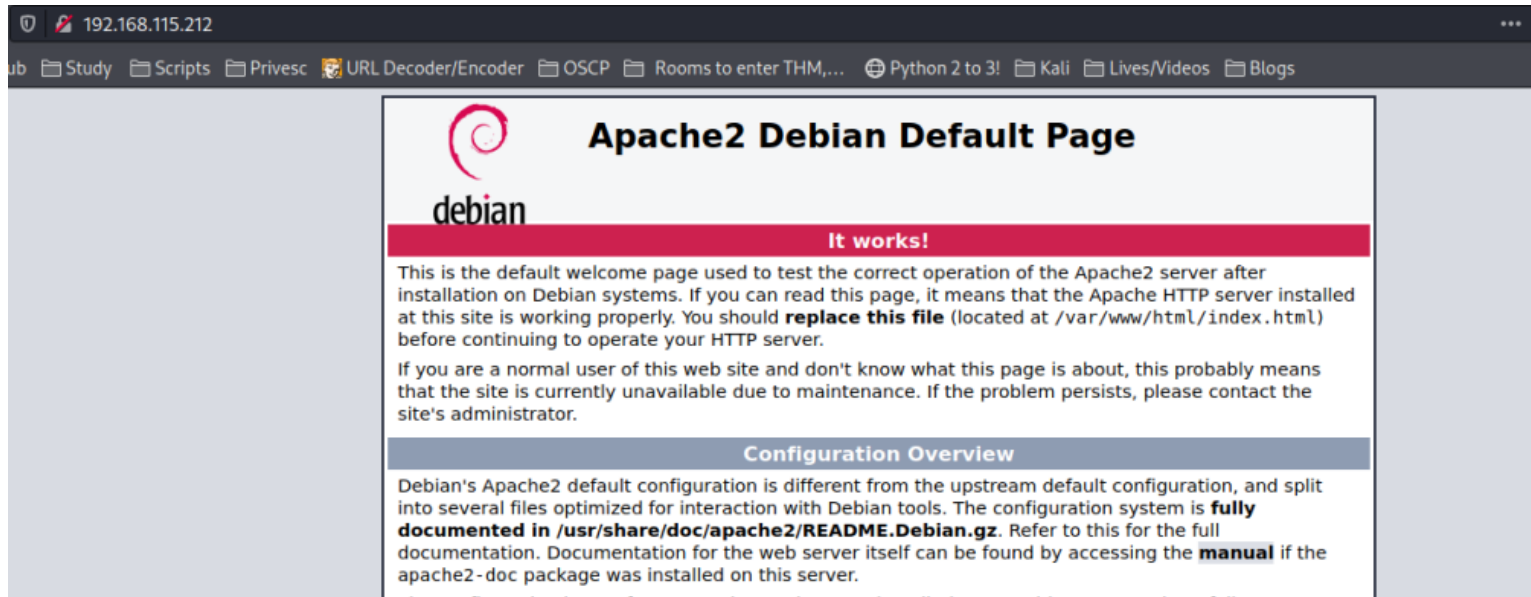 192.168.115.212
ub Study Scripts Privesc URL Decoder/Encoder OSCP Rooms to enter THM,... Python 2 to 3! Kali Lives/Videos Blogs
Apache2 Debian Default Page
debian
It works!
This is the default welcome page used to test the correct operation of the Apache2 server after
installation on Debian systems. If you can read this page, it means that the Apache HTTP server installed
at this site is working properly. You should replace this file (located at /var/www/html/index.html)
before continuing to operate your HTTP server.
If you are a normal user of this web site and don't know what this page is about, this probably means
that the site is currently unavailable due to maintenance. If the problem persists, please contact the
site's administrator.
Configuration Overview
Debian's Apache2 default configuration is different from the upstream default configuration, and split
into several files optimized for interaction with Debian tools. The configuration system is fully
documented in /usr/share/doc/apache2/README.Debian.gz. Refer to this for the full
documentation. Documentation for the web server itself can be found by accessing the manual if the
apache2-doc package was installed on this server.